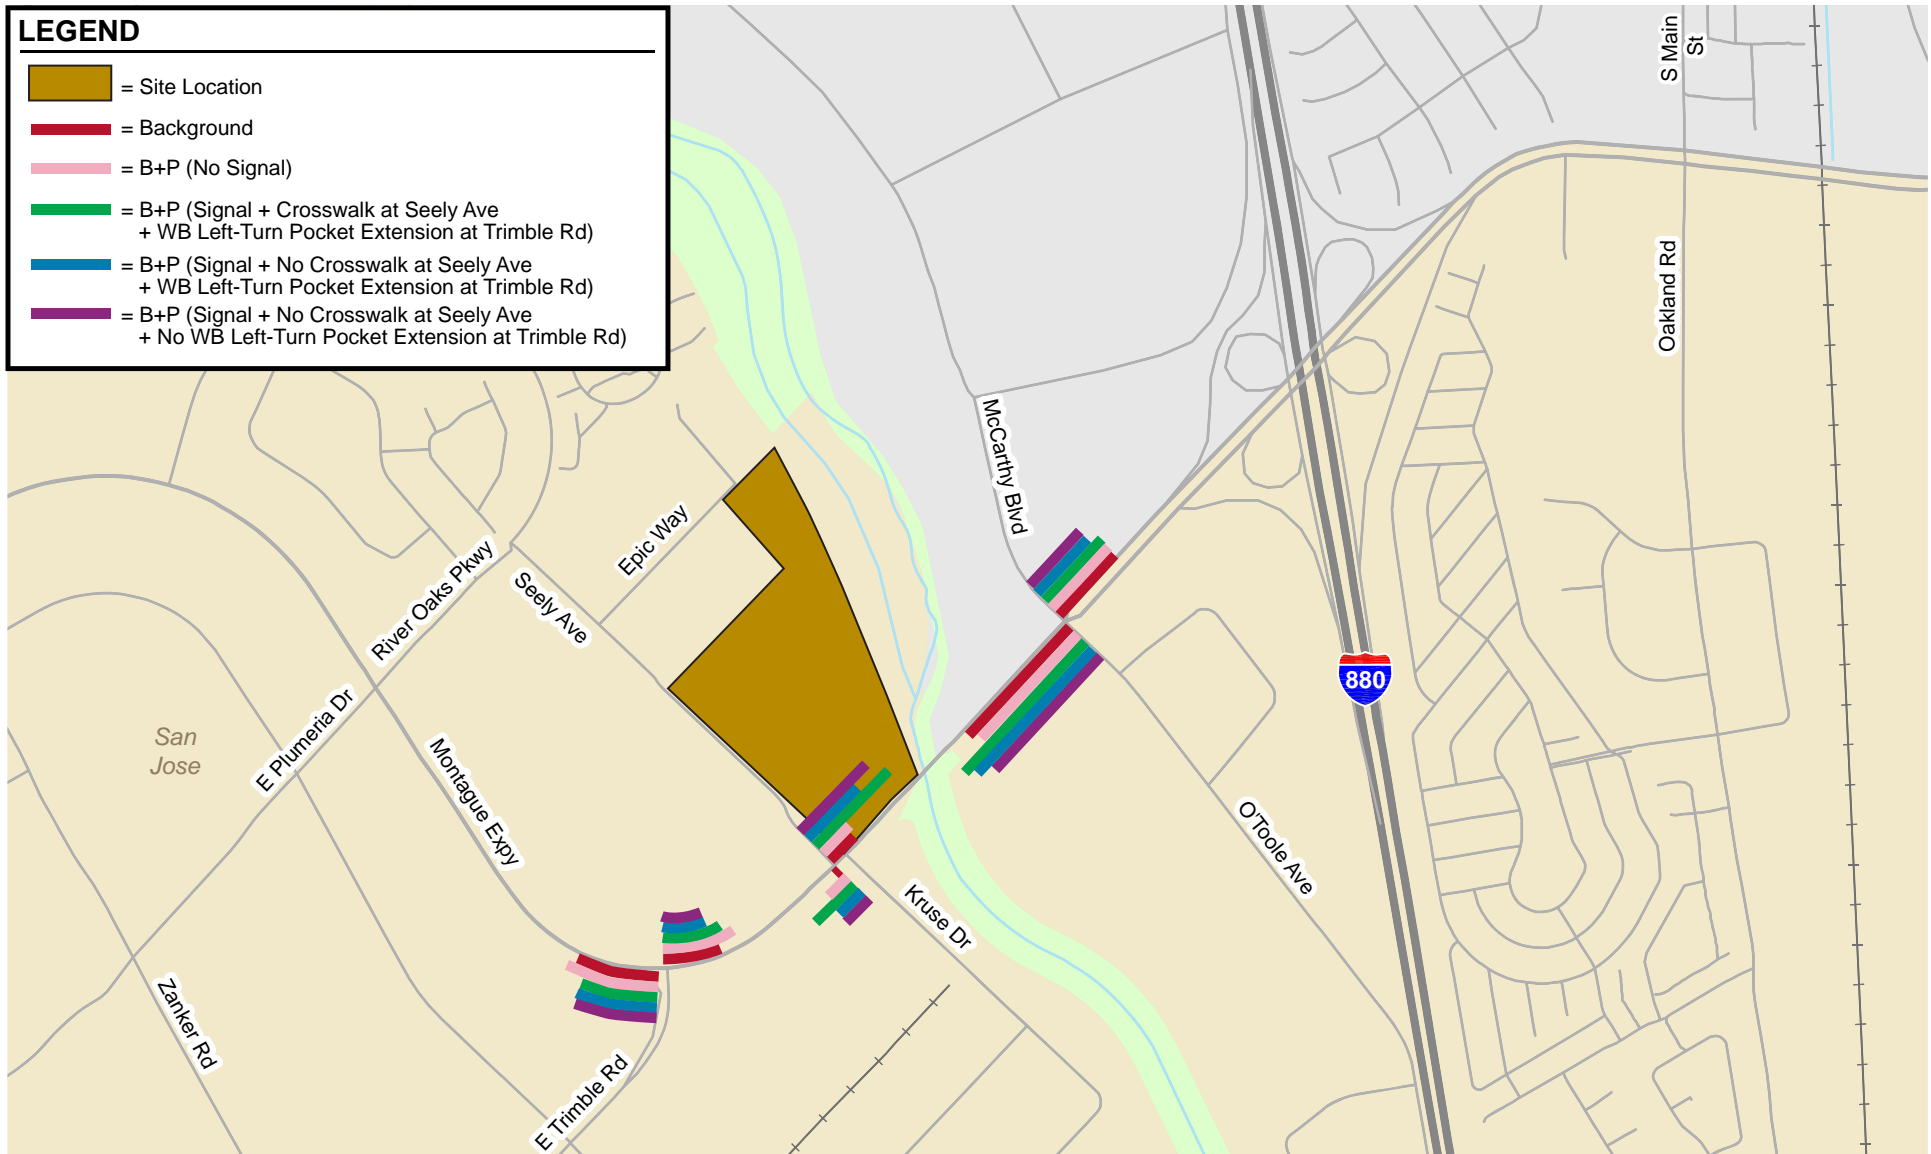 LEGEND
= Site Location
= Background
= B+P (No Signal)
= B+P (Signal + Crosswalk at Seely Ave
+ WB Left-Turn Pocket Extension at Trimble Rd)
= B+P (Signal + No Crosswalk at Seely Ave
+ WB Left-Turn Pocket Extension at Trimble Rd)
= B+P (Signal + No Crosswalk at Seely Ave
+ No WB Left-Turn Pocket Extension at Trimble Rd)
S Main
St
Oakland Rd
McCarthy Blvd
Epic Way
River Oaks Pkwy
Seely Ave
E Plumeria Dr
880
San
Jose
Montague Expy
O'Toole Ave
Kruse Dr
Zanker Rd
E Trimble Rd